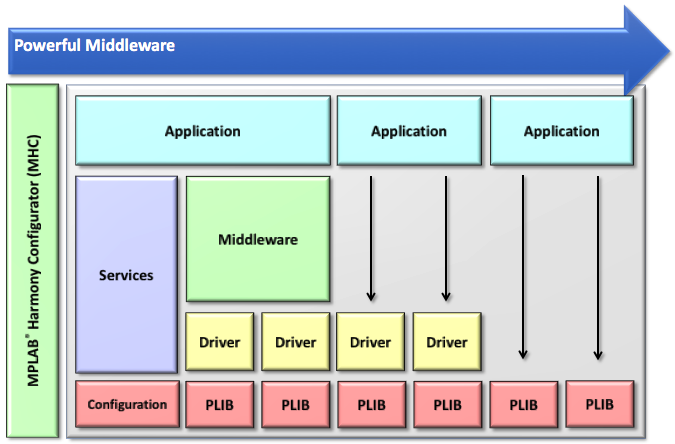 Powerful Middleware
MPLAB® Harmony Configurator (MHC)
Application
Application
Application
Services
Middleware
Driver
Driver
Driver
Driver
Configuration
PLIB
PLIB
PLIB
PLIB
PLIB
PLIB